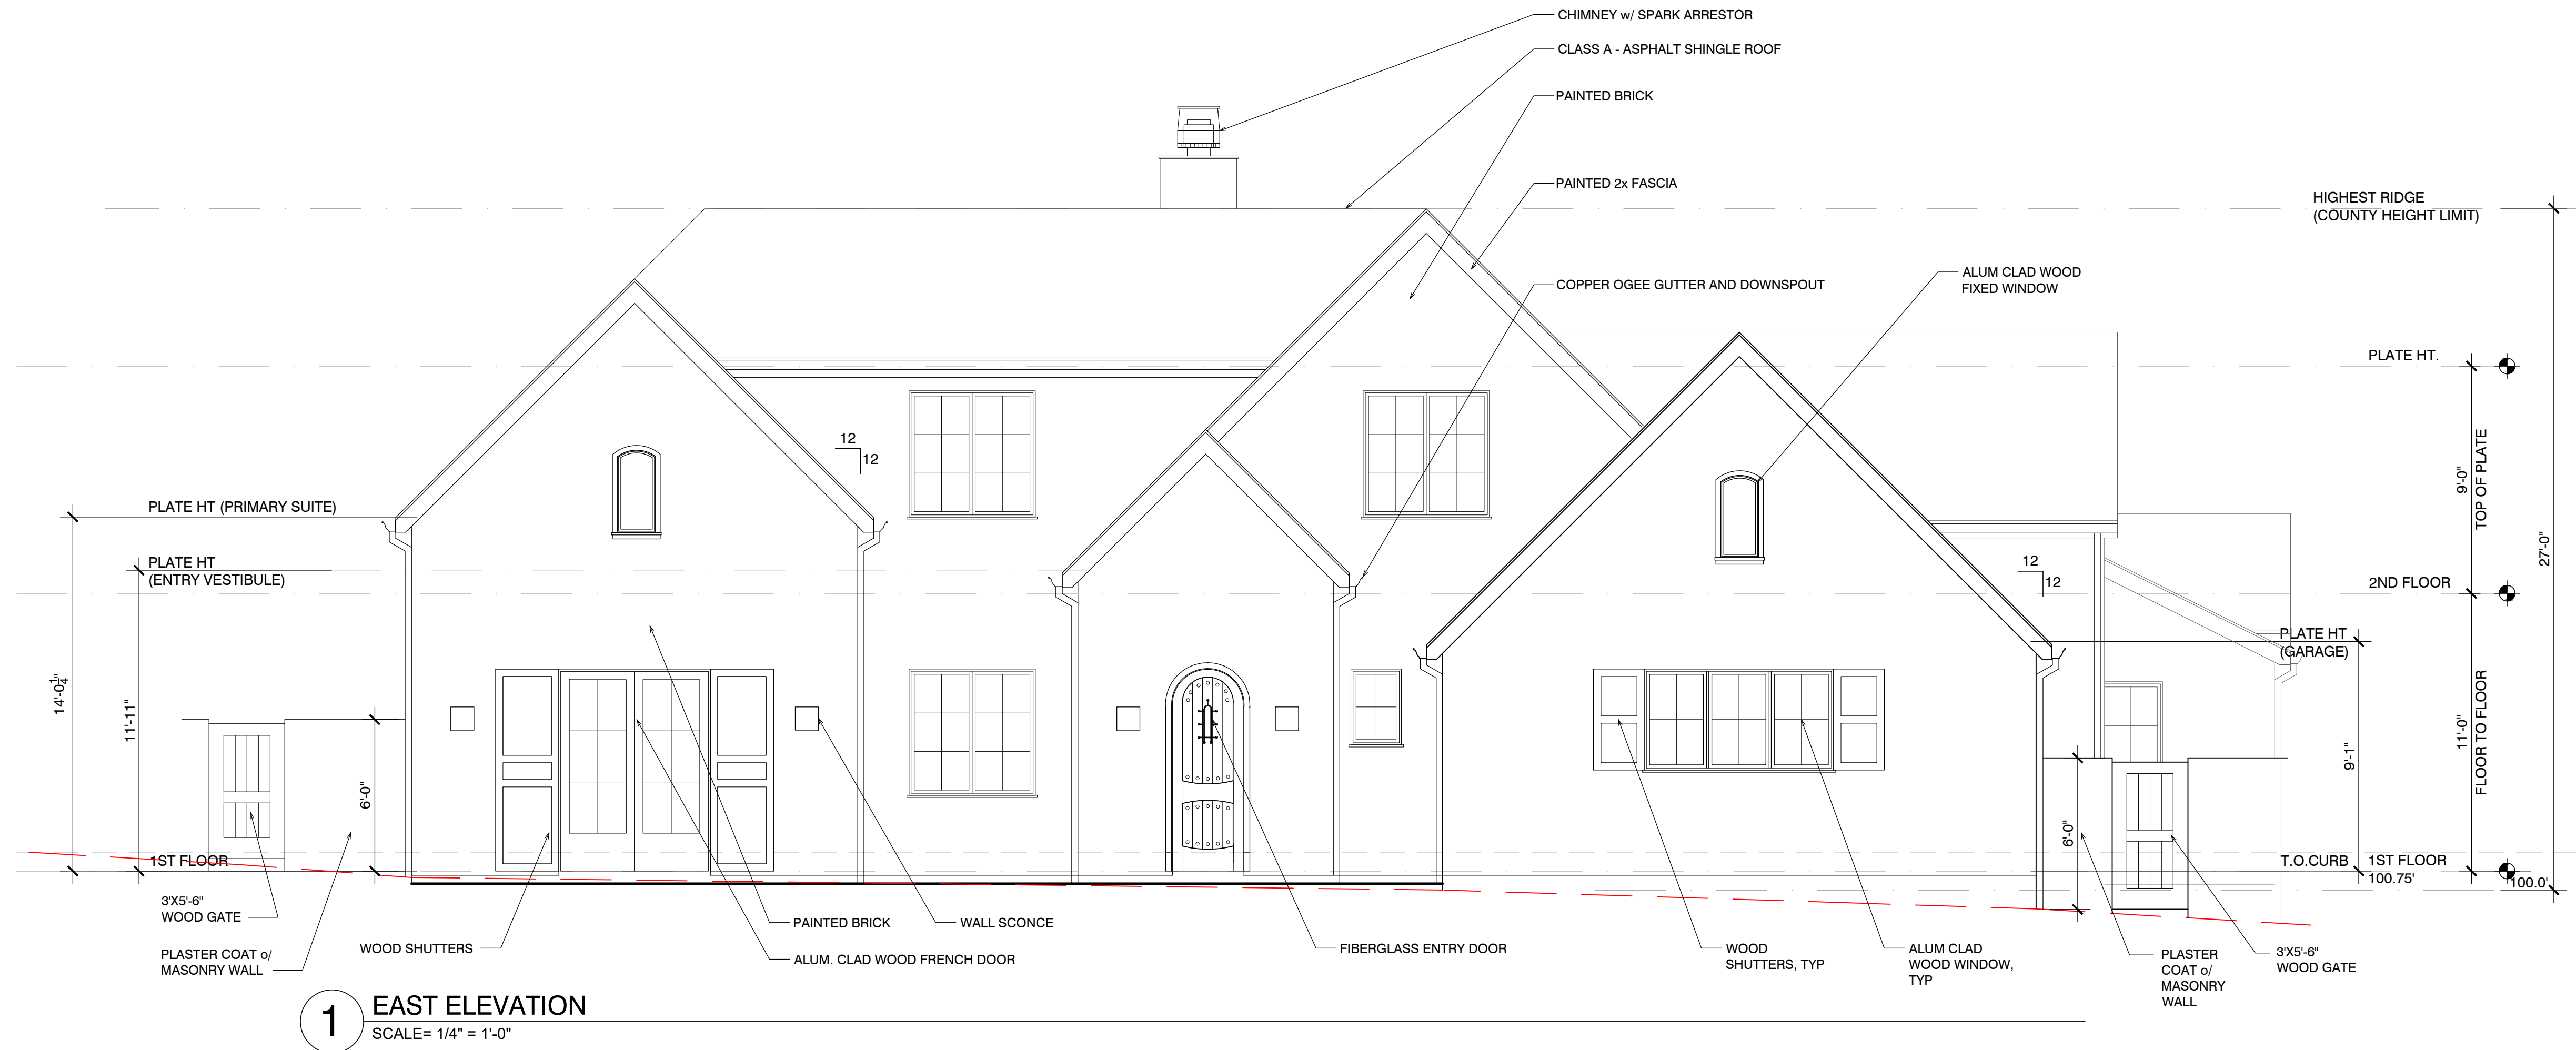 CHIMNEY w/ SPARK ARRESTOR
CLASS A - ASPHALT SHINGLE ROOF
PAINTED BRICK
PAINTED 2x FASCIA
HIGHEST RIDGE
(COUNTY HEIGHT LIMIT)
COPPER OGEE GUTTER AND DOWNSPOUT
ALUM CLAD WOOD
FIXED WINDOW
PLATE HT.
12
12
9'-0"
TOP OF PLATE
27'-0"
PLATE HT (PRIMARY SUITE)
PLATE HT
(ENTRY VESTIBULE)
12
12
2ND FLOOR
PLATE HT
(GARAGE)
14'-0 1/4"
11'-11"
6'-0"
6'-0"
9'-1"
11'-0"
FLOOR TO FLOOR
1ST FLOOR
T.O.CURB
1ST FLOOR
100.75'
100.0'
3'X5'-6"
WOOD GATE
PLASTER COAT o/
MASONRY WALL
WOOD SHUTTERS
PAINTED BRICK
ALUM. CLAD WOOD FRENCH DOOR
WALL SCONCE
FIBERGLASS ENTRY DOOR
WOOD
SHUTTERS, TYP
ALUM CLAD
WOOD WINDOW,
TYP
PLASTER
COAT o/
MASONRY
WALL
3'X5'-6"
WOOD GATE
1
EAST ELEVATION
SCALE= 1/4" = 1'-0"